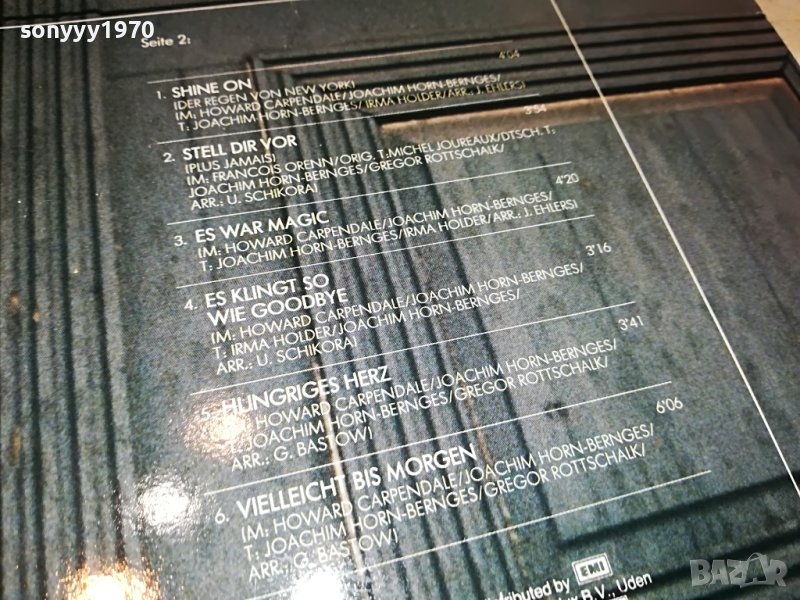 sonyyy1970
Seite 2:
1. SHINE ON 4'04
(DER REGEN VON NEW YORK)
(M: HOWARD CARPENDALE/JOACHIM HORN-BERNGES/
T: JOACHIM HORN-BERNGES/IRMA HOLDER/ARR.: J. EHLERS)
2. STELL DIR VOR 3'54
(PLUS JAMAIS)
(M: FRANCOIS ORENN/ORIG. T.:MICHEL JOUREAUX/DTSCH. T.:
JOACHIM HORN-BERNGES/GREGOR ROTTSCHALK/
ARR.: U. SCHIKORA)
3. ES WAR MAGIC 4'20
(M: HOWARD CARPENDALE/JOACHIM HORN-BERNGES/
T: JOACHIM HORN-BERNGES/IRMA HOLDER/ARR.: J. EHLERS)
4. ES KLINGT SO 3'16
WIE GOODBYE
(M: HOWARD CARPENDALE/JOACHIM HORN-BERNGES/
T: IRMA HOLDER/JOACHIM HORN-BERNGES/
ARR.: U. SCHIKORA)
5. HUNGRIGES HERZ 3'41
HOWARD CARPENDALE/JOACHIM HORN-BERNGES/
T: JOACHIM HORN-BERNGES/GREGOR ROTTSCHALK/
ARR.: G. BASTOW)
6. VIELLEICHT BIS MORGEN 6'06
(M: HOWARD CARPENDALE/JOACHIM HORN-BERNGES/
T: JOACHIM HORN-BERNGES/GREGOR ROTTSCHALK/
ARR.: G. BASTOW)
tributed by EMI
B.V., Uden
BAZAR